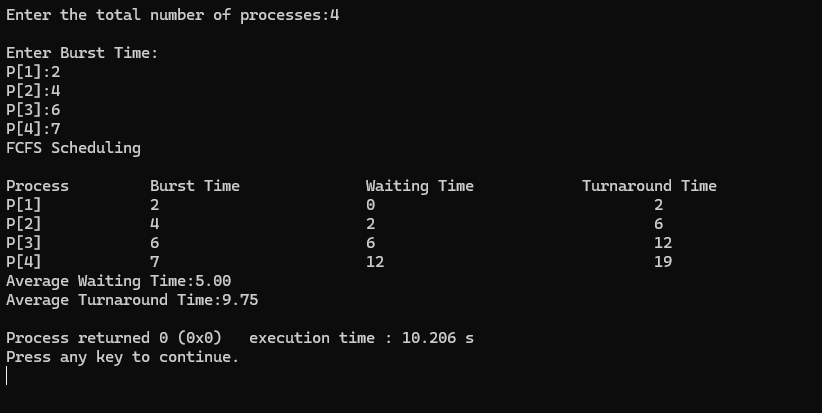 Enter the total number of processes:4
Enter Burst Time:
P[1]:2
P[2]:4
P[3]:6
P[4]:7
FCFS Scheduling
Process Burst Time Waiting Time Turnaround Time
P[1] 2 0 2
P[2] 4 2 6
P[3] 6 6 12
P[4] 7 12 19
Average Waiting Time:5.00
Average Turnaround Time:9.75
Process returned 0 (0x0) execution time : 10.206 s
Press any key to continue.